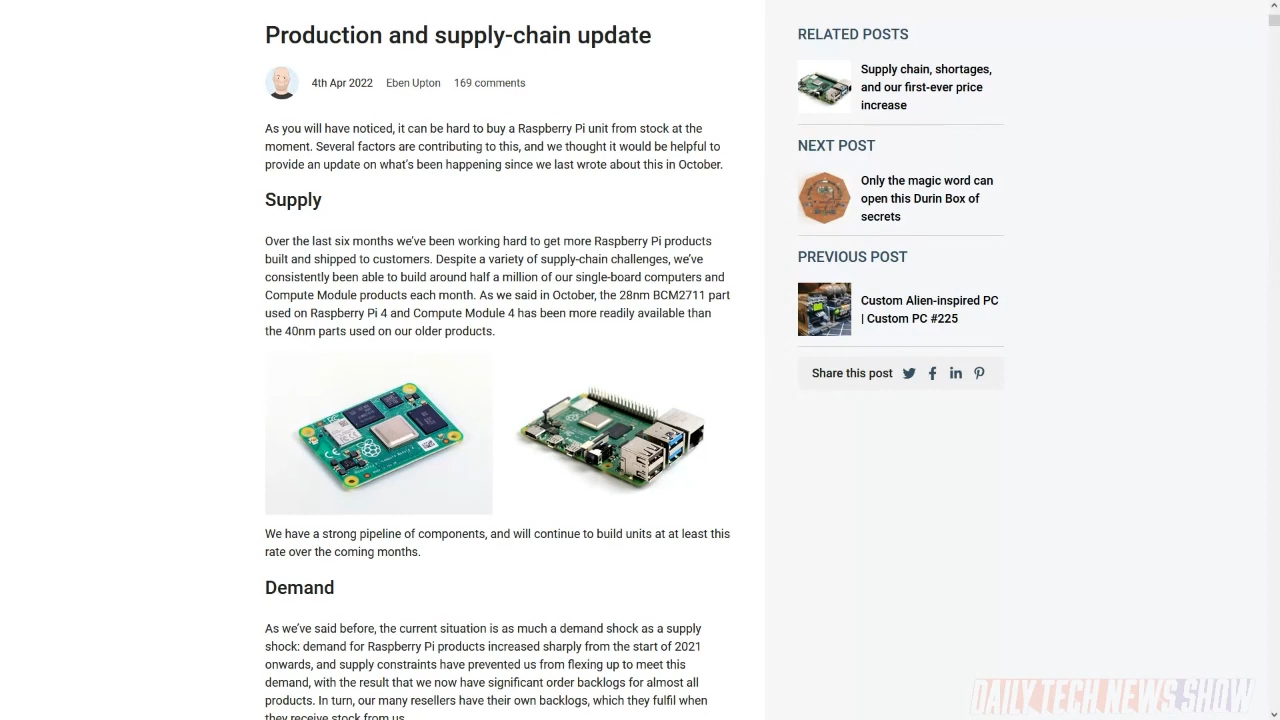 Production and supply-chain update
4th Apr 2022 Eben Upton 169 comments
As you will have noticed, it can be hard to buy a Raspberry Pi unit from stock at the
moment. Several factors are contributing to this, and we thought it would be helpful to
provide an update on what's been happening since we last wrote about this in October.
Supply
Over the last six months we've been working hard to get more Raspberry Pi products
built and shipped to customers. Despite a variety of supply-chain challenges, we've
consistently been able to build around half a million of our single-board computers and
Compute Module products each month. As we said in October, the 28nm BCM2711 part
used on Raspberry Pi 4 and Compute Module 4 has been more readily available than
the 40nm parts used on our older products.
We have a strong pipeline of components, and will continue to build units at at least this
rate over the coming months.
Demand
As we've said before, the current situation is as much a demand shock as a supply
shock: demand for Raspberry Pi products increased sharply from the start of 2021
onwards, and supply constraints have prevented us from flexing up to meet this
demand, with the result that we now have significant order backlogs for almost all
products. In turn, our many resellers have their own backlogs, which they fulfil when
they receive stock from us.
RELATED POSTS
Supply chain, shortages,
and our first-ever price
increase
NEXT POST
Only the magic word can
open this Durin Box of
secrets
PREVIOUS POST
Custom Alien-inspired PC
| Custom PC #225
Share this post
DAILY TECH NEWS SHOW